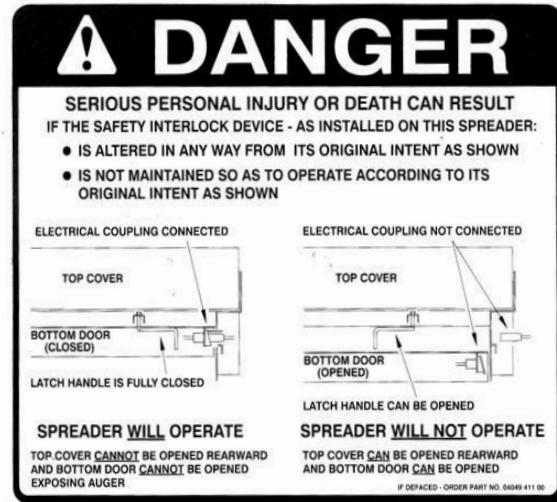 DANGER
SERIOUS PERSONAL INJURY OR DEATH CAN RESULT
IF THE SAFETY INTERLOCK DEVICE - AS INSTALLED ON THIS SPREADER:
● IS ALTERED IN ANY WAY FROM ITS ORIGINAL INTENT AS SHOWN
● IS NOT MAINTAINED SO AS TO OPERATE ACCORDING TO ITS
ORIGINAL INTENT AS SHOWN
ELECTRICAL COUPLING CONNECTED
TOP COVER
BOTTOM DOOR
(CLOSED)
LATCH HANDLE IS FULLY CLOSED
SPREADER WILL OPERATE
TOP COVER CANNOT BE OPENED REARWARD
AND BOTTOM DOOR CANNOT BE OPENED
EXPOSING AUGER
ELECTRICAL COUPLING NOT CONNECTED
TOP COVER
BOTTOM DOOR
(OPENED)
LATCH HANDLE CAN BE OPENED
SPREADER WILL NOT OPERATE
TOP COVER CAN BE OPENED REARWARD
AND BOTTOM DOOR CAN BE OPENED
IF DEFACED - ORDER PART NO. 04049 411 00